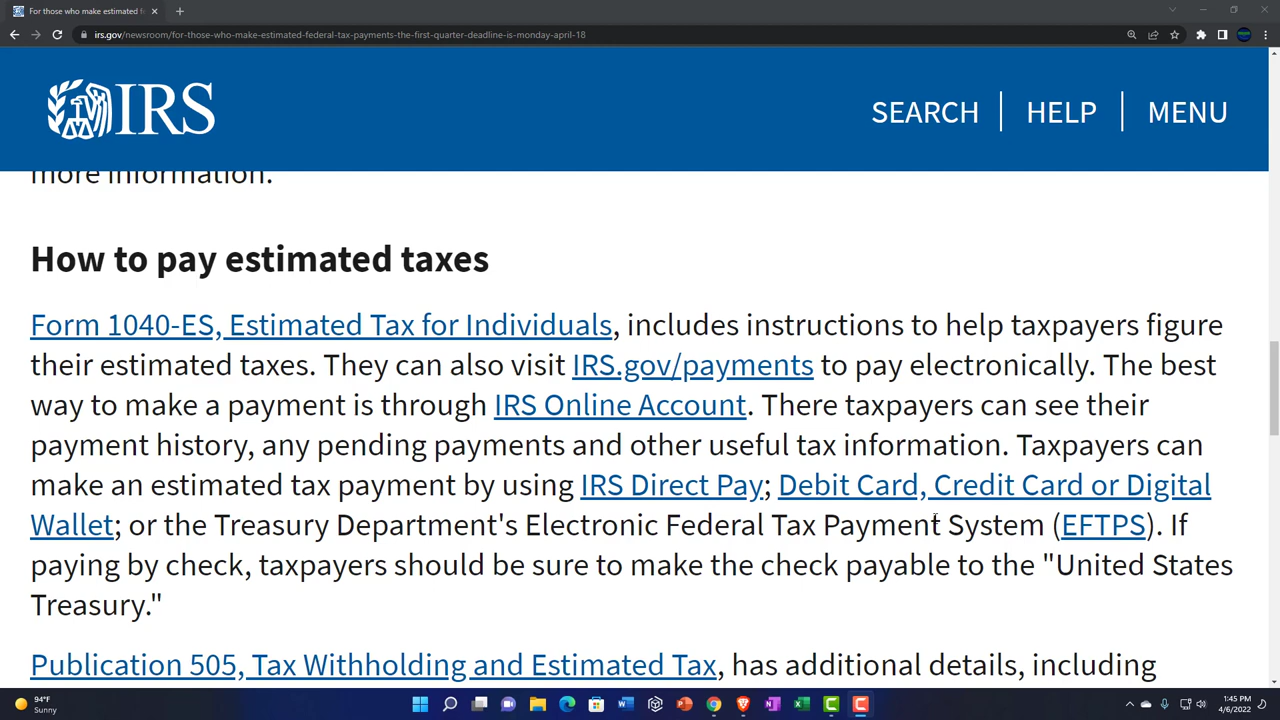 For those who make estimated f
irs.gov/newsroom/for-those-who-make-estimated-federal-tax-payments-the-first-quarter-deadline-is-monday-april-18
IRS
SEARCH
HELP
MENU
more information.
How to pay estimated taxes
Form 1040-ES, Estimated Tax for Individuals, includes instructions to help taxpayers figure
their estimated taxes. They can also visit IRS.gov/payments to pay electronically. The best
way to make a payment is through IRS Online Account. There taxpayers can see their
payment history, any pending payments and other useful tax information. Taxpayers can
make an estimated tax payment by using IRS Direct Pay; Debit Card, Credit Card or Digital
Wallet; or the Treasury Department's Electronic Federal Tax Payment System (EFTPS). If
paying by check, taxpayers should be sure to make the check payable to the "United States
Treasury."
Publication 505, Tax Withholding and Estimated Tax, has additional details, including
94°F
Sunny
1:45 PM
4/6/2022